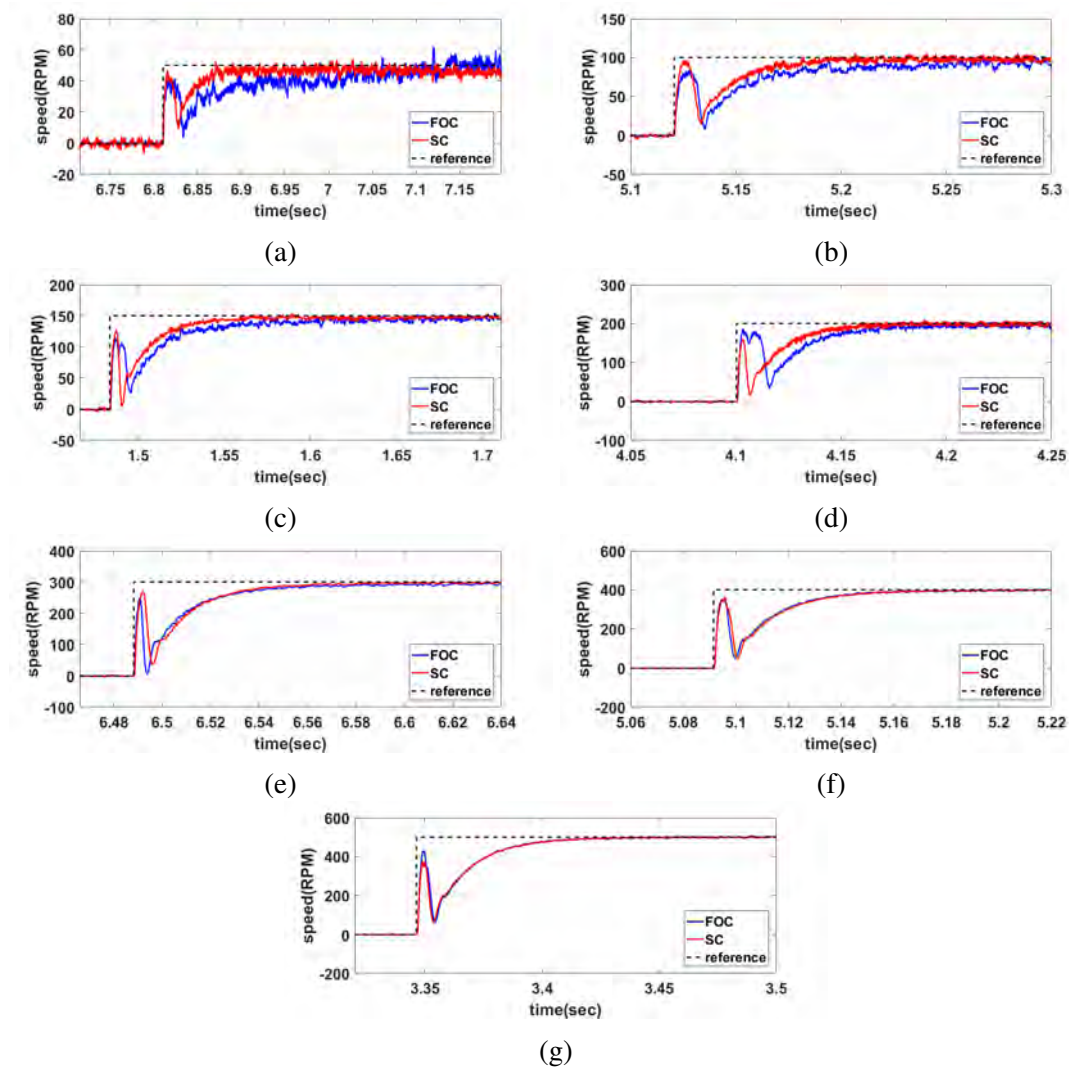 80
60
40
20
0
-20
speed(RPM)
6.75 6.8 6.85 6.9 6.95 7 7.05 7.1 7.15
time(sec)
FOC
SC
reference
(a)
150
100
50
0
-50
speed(RPM)
5.1 5.15 5.2 5.25 5.3
time(sec)
FOC
SC
reference
(b)
200
150
100
50
0
-50
speed(RPM)
1.5 1.55 1.6 1.65 1.7
time(sec)
FOC
SC
reference
(c)
300
200
100
0
-100
speed(RPM)
4.05 4.1 4.15 4.2 4.25
time(sec)
FOC
SC
reference
(d)
400
300
200
100
0
-100
speed(RPM)
6.48 6.5 6.52 6.54 6.56 6.58 6.6 6.62 6.64
time(sec)
FOC
SC
reference
(e)
600
400
200
0
-200
speed(RPM)
5.06 5.08 5.1 5.12 5.14 5.16 5.18 5.2 5.22
time(sec)
FOC
SC
reference
(f)
600
400
200
0
-200
speed(RPM)
3.35 3.4 3.45 3.5
time(sec)
FOC
SC
reference
(g)